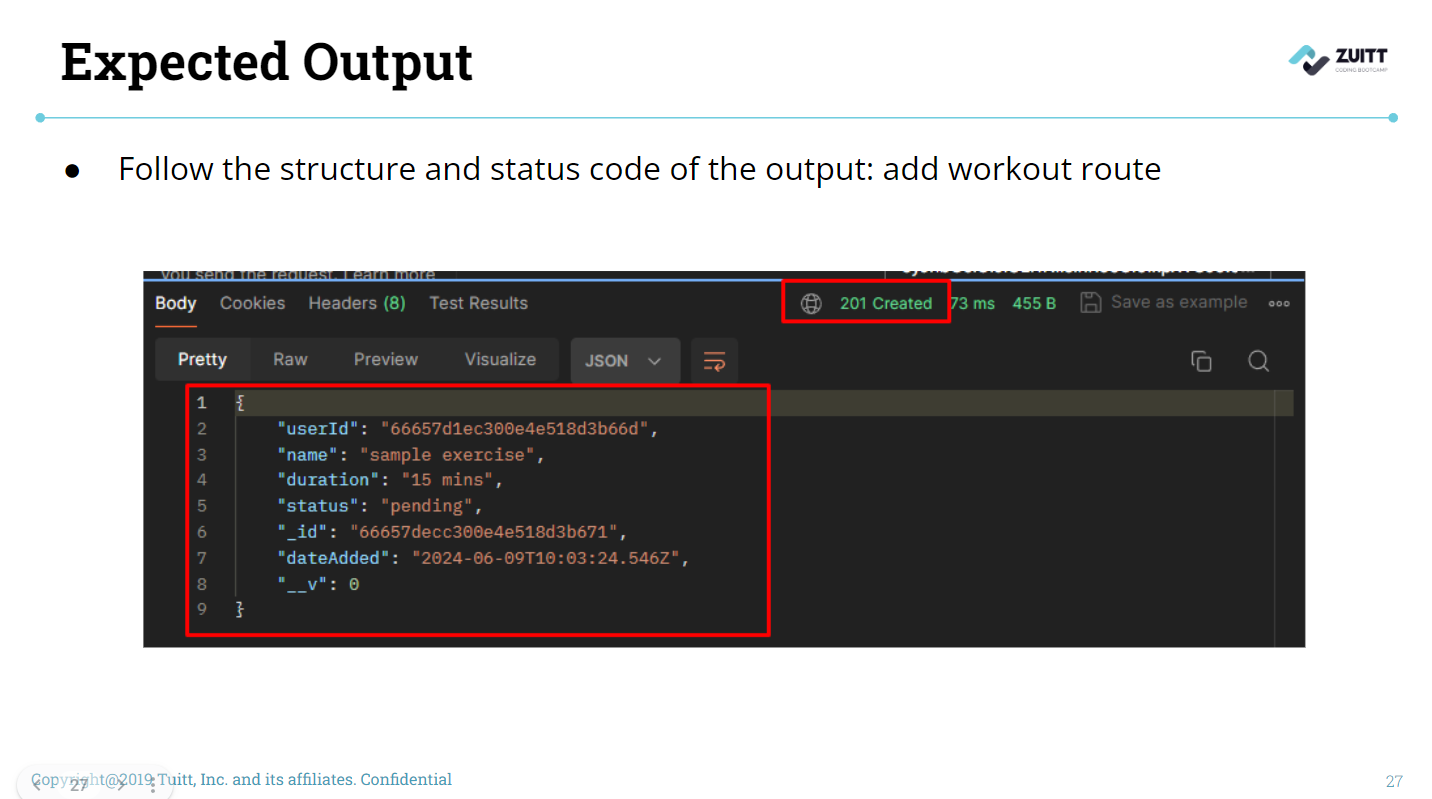 Expected Output
ZUITT
CODING BOOTCAMP
● Follow the structure and status code of the output: add workout route
you send the request. Learn more
Body Cookies Headers (8) Test Results 201 Created 73 ms 455 B Save as example
Pretty Raw Preview Visualize JSON
1 {
2 "userId": "66657d1ec300e4e518d3b66d",
3 "name": "sample exercise",
4 "duration": "15 mins",
5 "status": "pending",
6 "_id": "66657decc300e4e518d3b671",
7 "dateAdded": "2024-06-09T10:03:24.546Z",
8 "__v": 0
9 }
Copyright@2019 Tuitt, Inc. and its affiliates. Confidential
27
27